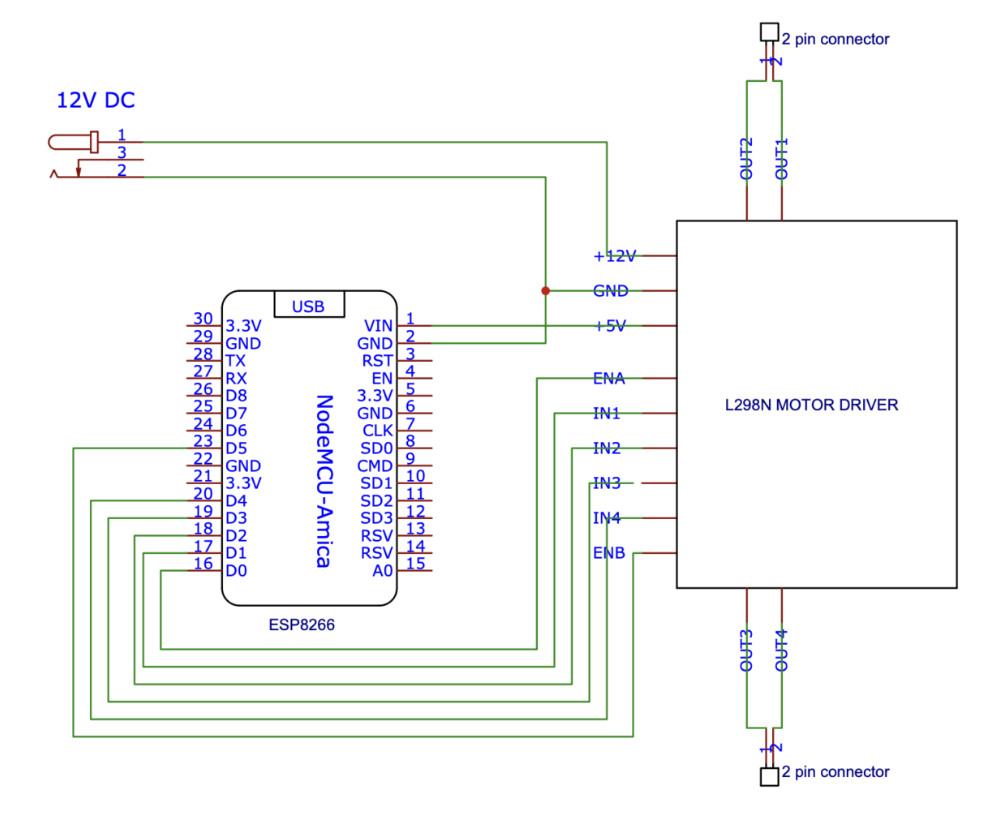 2 pin connector
1
2
12V DC
1
3
2
OUT2
OUT1
+12V
GND
+5V
ENA
IN1
IN2
IN3
IN4
ENB
L298N MOTOR DRIVER
USB
30 3.3V
29 GND
28 TX
27 RX
26 D8
25 D7
24 D6
23 D5
22 GND
21 3.3V
20 D4
19 D3
18 D2
17 D1
16 D0
NodeMCU-Amica
VIN 1
GND 2
RST 3
EN 4
3.3V 5
GND 6
CLK 7
SD0 8
CMD 9
SD1 10
SD2 11
SD3 12
RSV 13
RSV 14
A0 15
ESP8266
OUT3
OUT4
1
2
2 pin connector